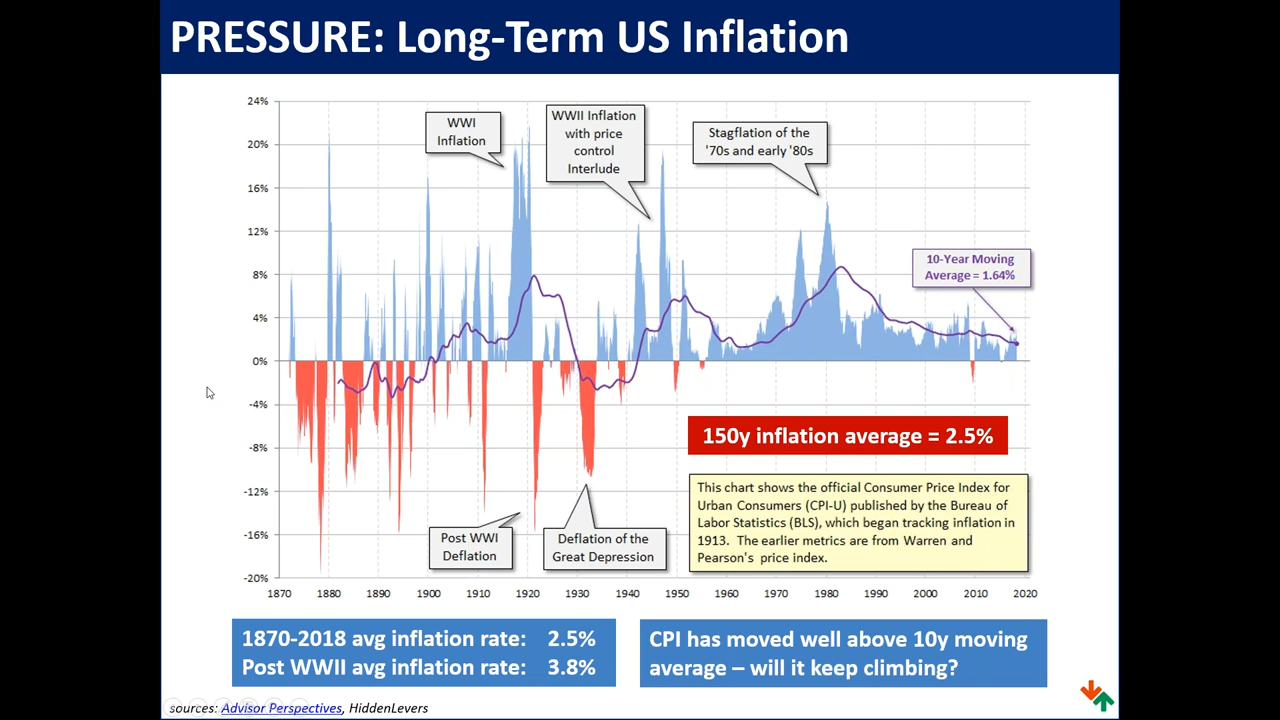 PRESSURE: Long-Term US Inflation
24%
20%
16%
12%
8%
4%
0%
-4%
-8%
-12%
-16%
-20%
WWI
Inflation
WWII Inflation
with price
control
Interlude
Stagflation of the
'70s and early '80s
10-Year Moving
Average = 1.64%
150y inflation average = 2.5%
This chart shows the official Consumer Price Index for
Urban Consumers (CPI-U) published by the Bureau of
Labor Statistics (BLS), which began tracking inflation in
1913. The earlier metrics are from Warren and
Pearson's price index.
Post WWI
Deflation
Deflation of the
Great Depression
1870 1880 1890 1900 1910 1920 1930 1940 1950 1960 1970 1980 1990 2000 2010 2020
1870-2018 avg inflation rate: 2.5%
Post WWII avg inflation rate: 3.8%
CPI has moved well above 10y moving
average – will it keep climbing?
sources: Advisor Perspectives, HiddenLevers